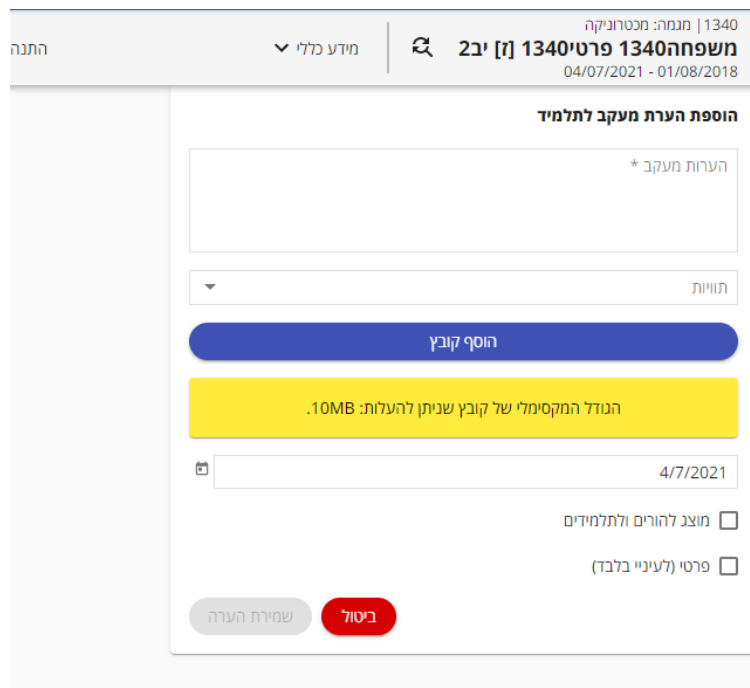 1340 | מגמה: מכטרוניקה
משפחה1340 פרטי1340 [ז] יב2
04/07/2021 - 01/08/2018
מידע כללי
התנה
הוספת הערת מעקב לתלמיד
הערות מעקב *
תוויות
הוסף קובץ
הגודל המקסימלי של קובץ שניתן להעלות: 10MB.
4/7/2021
מוצג להורים ולתלמידים
פרטי (לעיניי בלבד)
ביטול
שמירת הערה